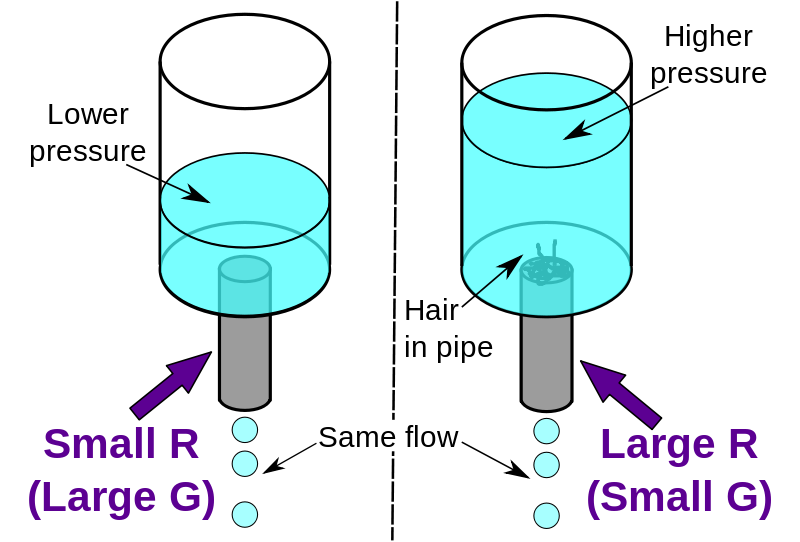 Lower
pressure
Higher
pressure
Hair
in pipe
Same flow
Small R
(Large G)
Large R
(Small G)